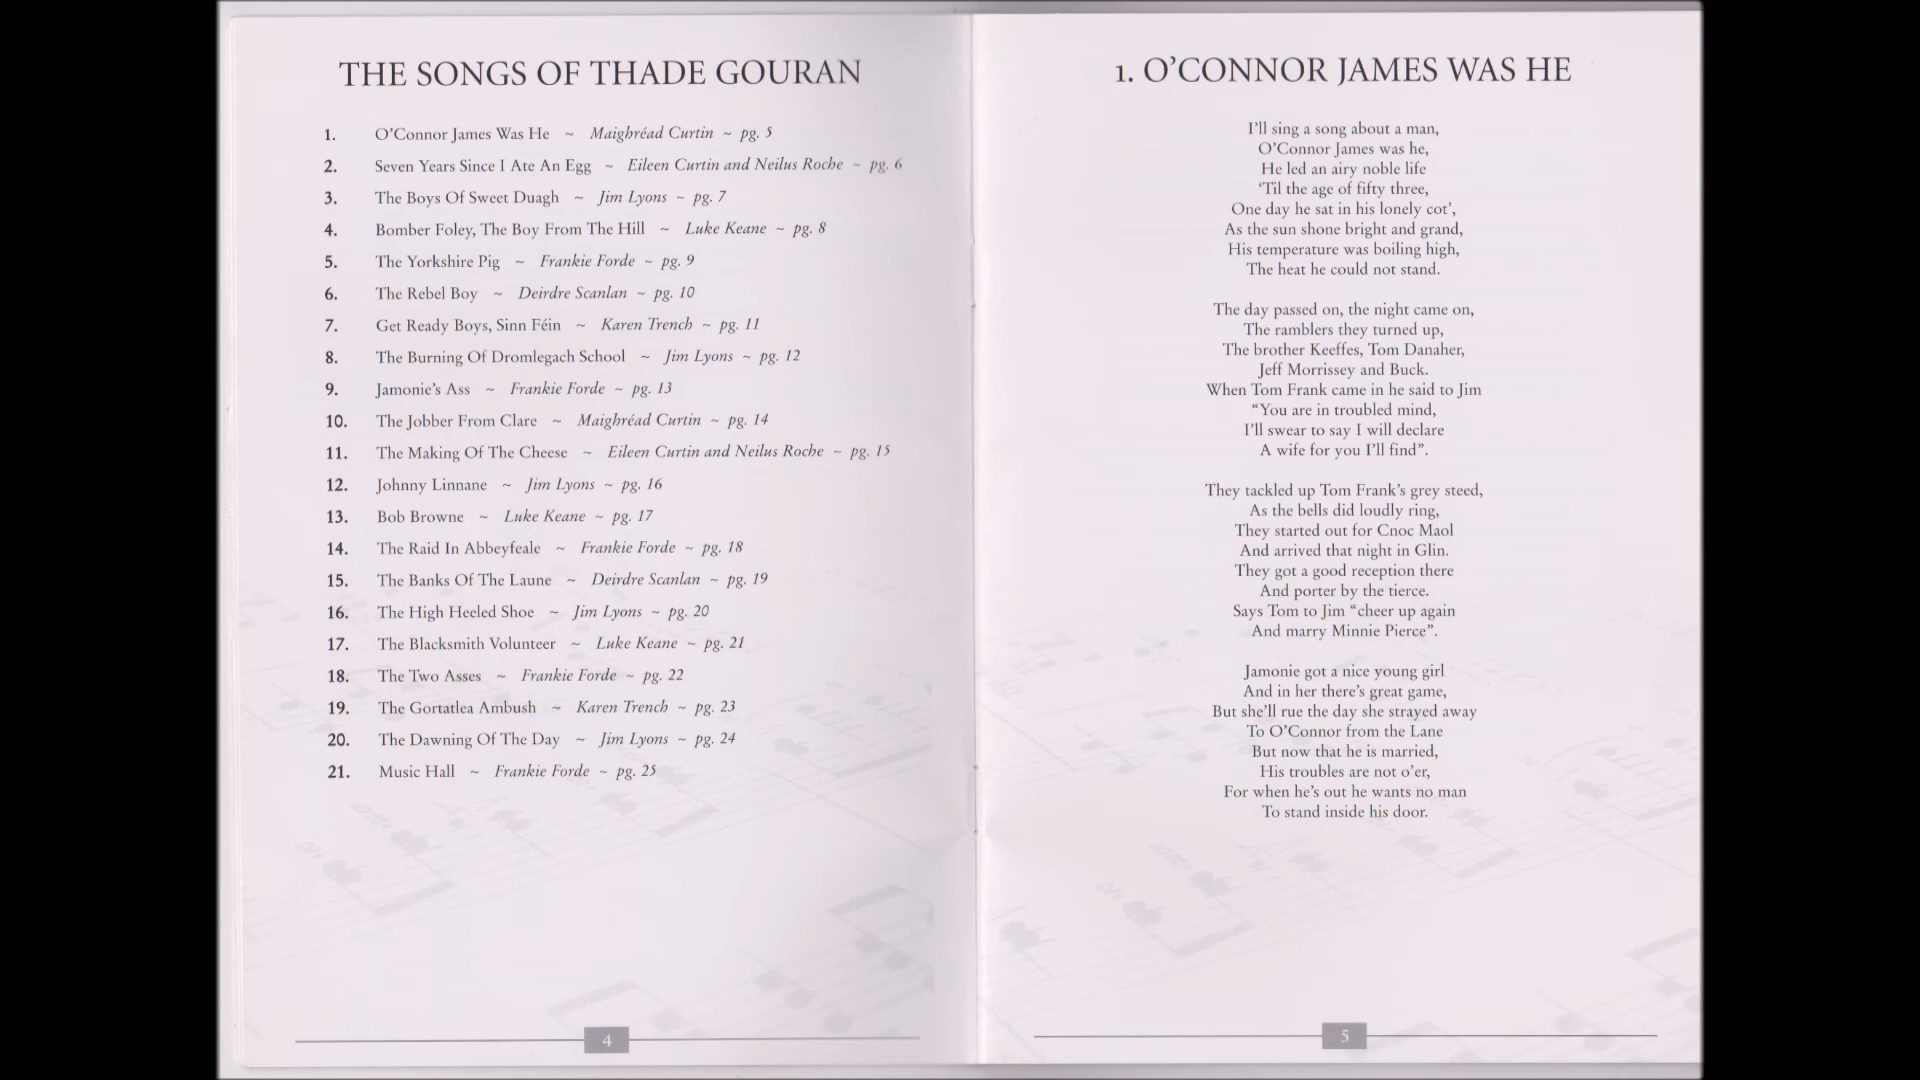 THE SONGS OF THADE GOURAN
1. O'Connor James Was He ~ Maighréad Curtin ~ pg. 5
2. Seven Years Since I Ate An Egg ~ Eileen Curtin and Neilus Roche ~ pg. 6
3. The Boys Of Sweet Duagh ~ Jim Lyons ~ pg. 7
4. Bomber Foley, The Boy From The Hill ~ Luke Keane ~ pg. 8
5. The Yorkshire Pig ~ Frankie Forde ~ pg. 9
6. The Rebel Boy ~ Deirdre Scanlan ~ pg. 10
7. Get Ready Boys, Sinn Féin ~ Karen Trench ~ pg. 11
8. The Burning Of Dromlegach School ~ Jim Lyons ~ pg. 12
9. Jamonie's Ass ~ Frankie Forde ~ pg. 13
10. The Jobber From Clare ~ Maighréad Curtin ~ pg. 14
11. The Making Of The Cheese ~ Eileen Curtin and Neilus Roche ~ pg. 15
12. Johnny Linnane ~ Jim Lyons ~ pg. 16
13. Bob Browne ~ Luke Keane ~ pg. 17
14. The Raid In Abbeyfeale ~ Frankie Forde ~ pg. 18
15. The Banks Of The Laune ~ Deirdre Scanlan ~ pg. 19
16. The High Heeled Shoe ~ Jim Lyons ~ pg. 20
17. The Blacksmith Volunteer ~ Luke Keane ~ pg. 21
18. The Two Asses ~ Frankie Forde ~ pg. 22
19. The Gortatlea Ambush ~ Karen Trench ~ pg. 23
20. The Dawning Of The Day ~ Jim Lyons ~ pg. 24
21. Music Hall ~ Frankie Forde ~ pg. 25
4
1. O'CONNOR JAMES WAS HE
I'll sing a song about a man,
O'Connor James was he,
He led an airy noble life
'Til the age of fifty three,
One day he sat in his lonely cot',
As the sun shone bright and grand,
His temperature was boiling high,
The heat he could not stand.
The day passed on, the night came on,
The ramblers they turned up,
The brother Keeffes, Tom Danaher,
Jeff Morrissey and Buck.
When Tom Frank came in he said to Jim
“You are in troubled mind,
I'll swear to say I will declare
A wife for you I'll find”.
They tackled up Tom Frank's grey steed,
As the bells did loudly ring,
They started out for Cnoc Maol
And arrived that night in Glin.
They got a good reception there
And porter by the tierce.
Says Tom to Jim “cheer up again
And marry Minnie Pierce”.
Jamonie got a nice young girl
And in her there's great game,
But she'll rue the day she strayed away
To O'Connor from the Lane
But now that he is married,
His troubles are not o'er,
For when he's out he wants no man
To stand inside his door.
5